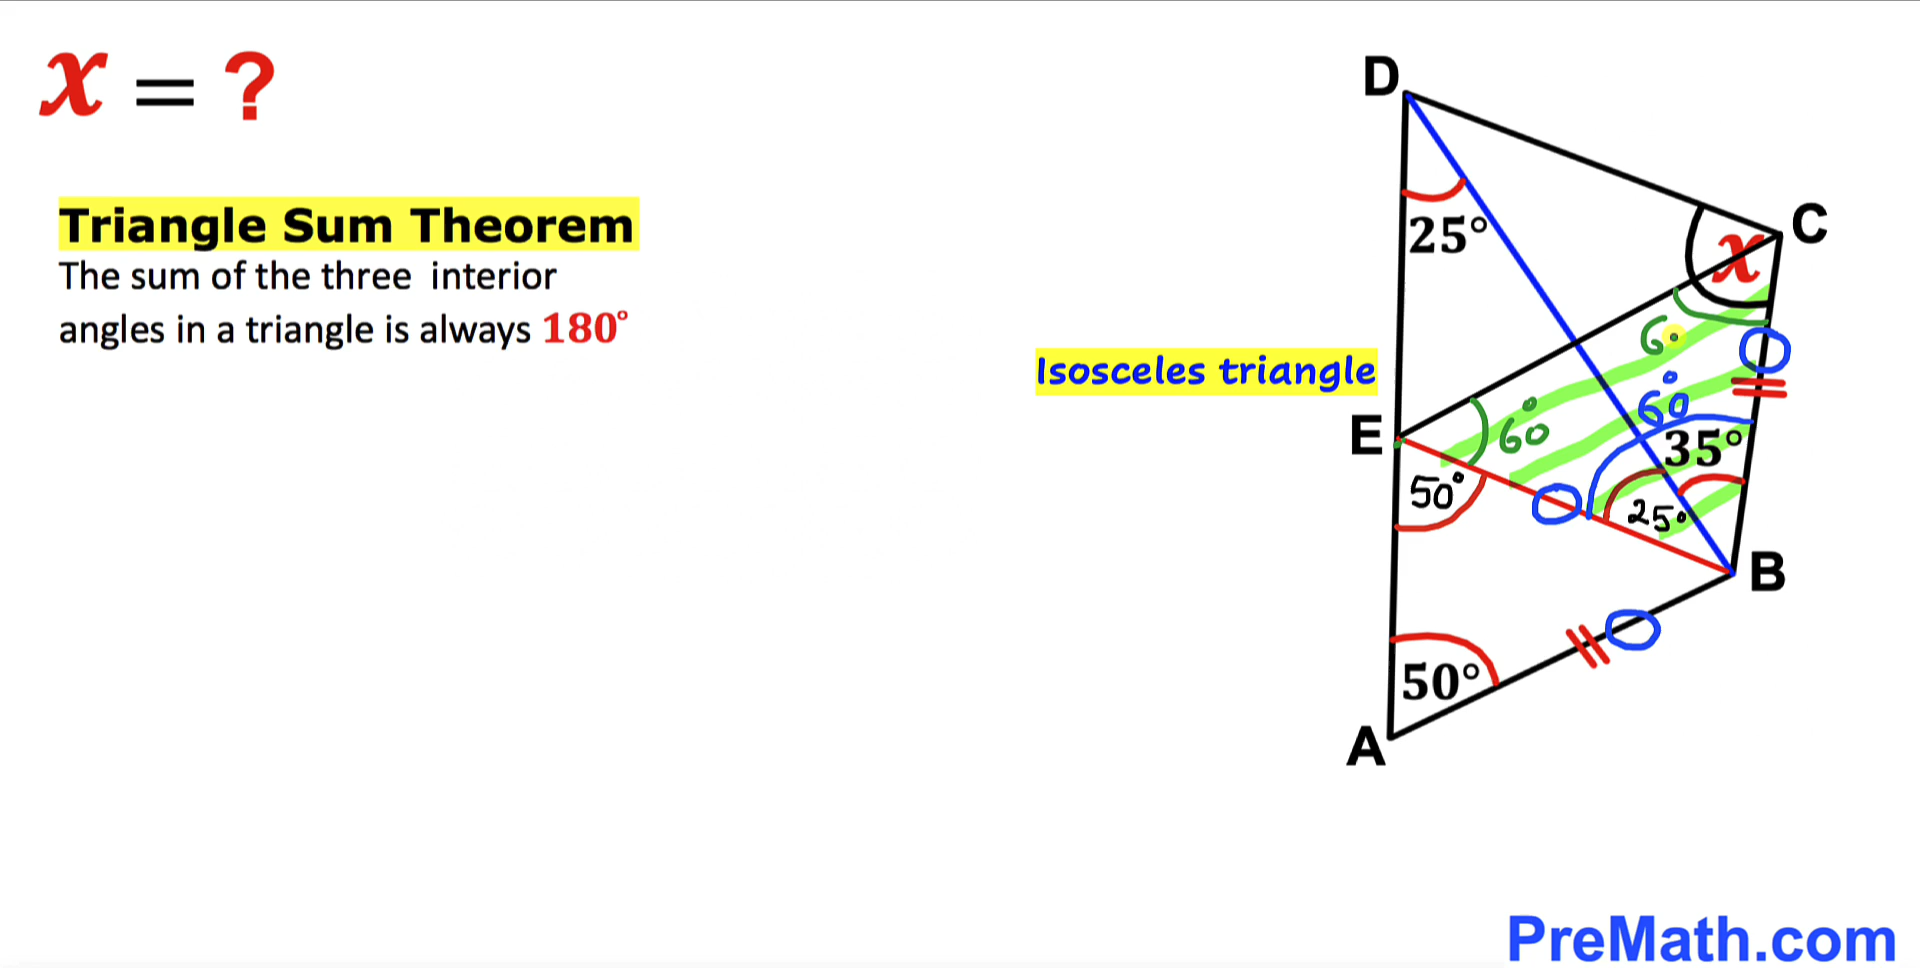 x = ?
Triangle Sum Theorem
The sum of the three interior
angles in a triangle is always 180°
Isosceles triangle
D
25°
C
x
60
60°
60°
35°
E
50°
25°
B
50°
A
PreMath.com